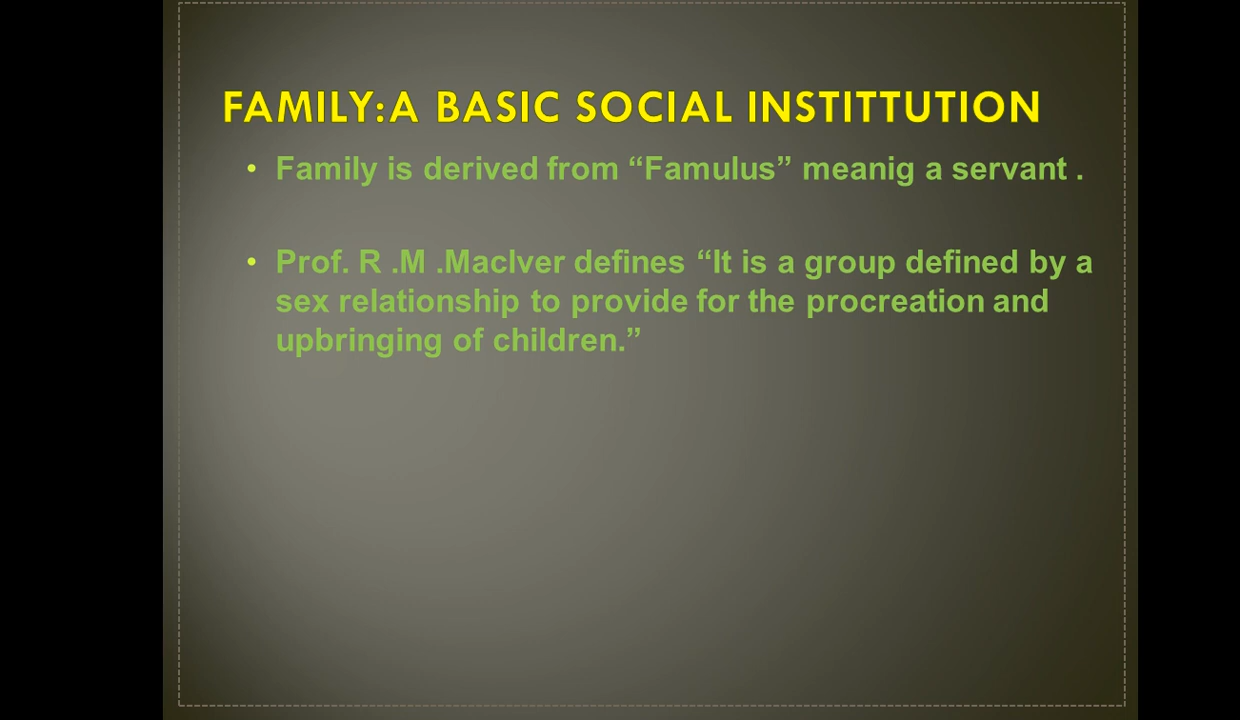 FAMILY:A BASIC SOCIAL INSTITTUTION
• Family is derived from “Famulus” meanig a servant .
• Prof. R .M .MacIver defines “It is a group defined by a
sex relationship to provide for the procreation and
upbringing of children.”